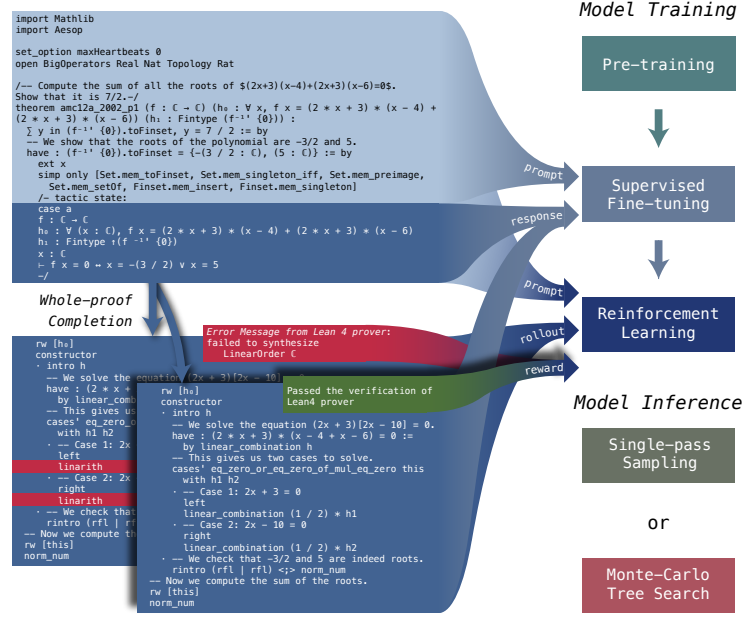 import Mathlib
import Aesop
set_option maxHeartbeats 0
open BigOperators Real Nat Topology Rat
/-- Compute the sum of all the roots of $(2x+3)(x-4)+(2x+3)(x-6)=0$.
Show that it is 7/2.-/
theorem amc12a_2002_p1 (f : ℂ → ℂ) (h₀ : ∀ x, f x = (2 * x + 3) * (x - 4) +
(2 * x + 3) * (x - 6)) (h₁ : Fintype (f⁻¹' {0})) :
∑ y in (f⁻¹' {0}).toFinset, y = 7 / 2 := by
-- We show that the roots of the polynomial are -3/2 and 5.
have : (f⁻¹' {0}).toFinset = {-(3 / 2 : ℂ), (5 : ℂ)} := by
ext x
simp only [Set.mem_toFinset, Set.mem_singleton_iff, Set.mem_preimage,
Set.mem_setOf, Finset.mem_insert, Finset.mem_singleton]
/- tactic state:
case a
f : ℂ → ℂ
h₀ : ∀ (x : ℂ), f x = (2 * x + 3) * (x - 4) + (2 * x + 3) * (x - 6)
h₁ : Fintype ↑(f ⁻¹' {0})
x : ℂ
⊢ f x = 0 ↔ x = -(3 / 2) ∨ x = 5
-/
Whole-proof
Completion
rw [h₀]
constructor
· intro h
-- We solve the equation (2x + 3)[2x - 10] = 0.
have : (2 * x +
by linear_comb
-- This gives us
cases' eq_zero_o
with h1 h2
· -- Case 1: 2x
left
linarith
· -- Case 2: 2x
right
linarith
· -- We check that
rintro (rfl | rf
-- Now we compute th
rw [this]
norm_num
Error Message from Lean 4 prover:
failed to synthesize
LinearOrder ℂ
Passed the verification of
Lean4 prover
rw [h₀]
constructor
· intro h
-- We solve the equation (2x + 3)[2x - 10] = 0.
have : (2 * x + 3) * (x - 4 + x - 6) = 0 :=
by linear_combination h
-- This gives us two cases to solve.
cases' eq_zero_or_eq_zero_of_mul_eq_zero this
with h1 h2
· -- Case 1: 2x + 3 = 0
left
linear_combination (1 / 2) * h1
· -- Case 2: 2x - 10 = 0
right
linear_combination (1 / 2) * h2
· -- We check that -3/2 and 5 are indeed roots.
rintro (rfl | rfl) <;> norm_num
-- Now we compute the sum of the roots.
rw [this]
norm_num
prompt
response
prompt
rollout
reward
Model Training
Pre-training
Supervised
Fine-tuning
Reinforcement
Learning
Model Inference
Single-pass
Sampling
or
Monte-Carlo
Tree Search